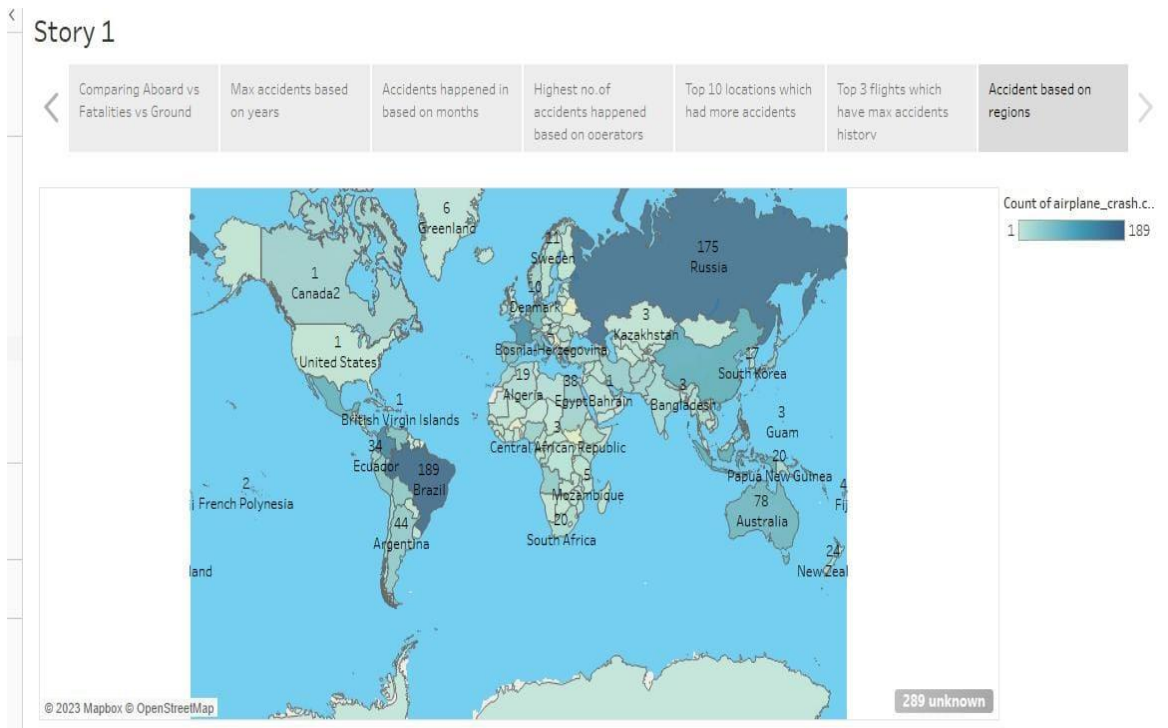 Story 1
Comparing Aboard vs
Fatalities vs Ground
Max accidents based
on years
Accidents happened in
based on months
Highest no.of
accidents happened
based on operators
Top 10 locations which
had more accidents
Top 3 flights which
have max accidents
history
Accident based on
regions
Count of airplane_crash.c..
1
189
6
Greenland
11
Sweden
175
Russia
1
Canada2
10
Denmark
3
Kazakhstan
1
United States
Bosnia-Herzegovina
17
South Korea
19
Algeria
38
Egypt
1
Bahrain
3
Bangladesh
1
British Virgin Islands
3
Guam
3
Central African Republic
34
Ecuador
189
Brazil
20
Papua New Guinea
5
Mozambique
2
French Polynesia
4
Fij
78
Australia
44
Argentina
20
South Africa
24
New Zeal
land
© 2023 Mapbox © OpenStreetMap
289 unknown